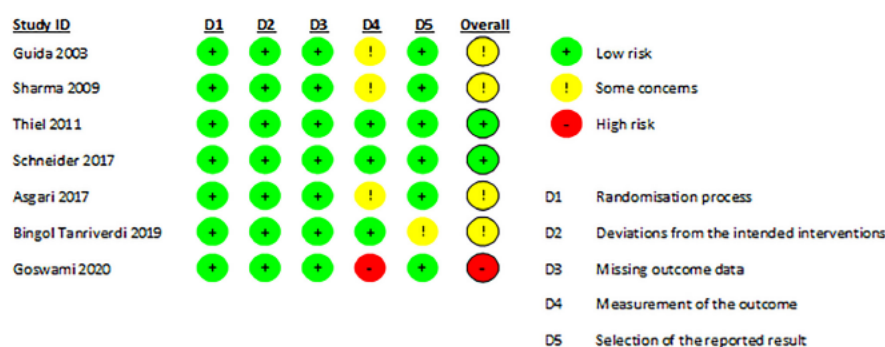 Study ID D1 D2 D3 D4 D5 Overall
Guida 2003 + + + ! + !
Sharma 2009 + + + ! + !
Thiel 2011 + + + + + +
Schneider 2017 + + + + + +
Asgari 2017 + + + ! + !
Bingol Tanriverdi 2019 + + + + ! !
Goswami 2020 + + + - + -
+ Low risk
! Some concerns
- High risk
D1 Randomisation process
D2 Deviations from the intended interventions
D3 Missing outcome data
D4 Measurement of the outcome
D5 Selection of the reported result